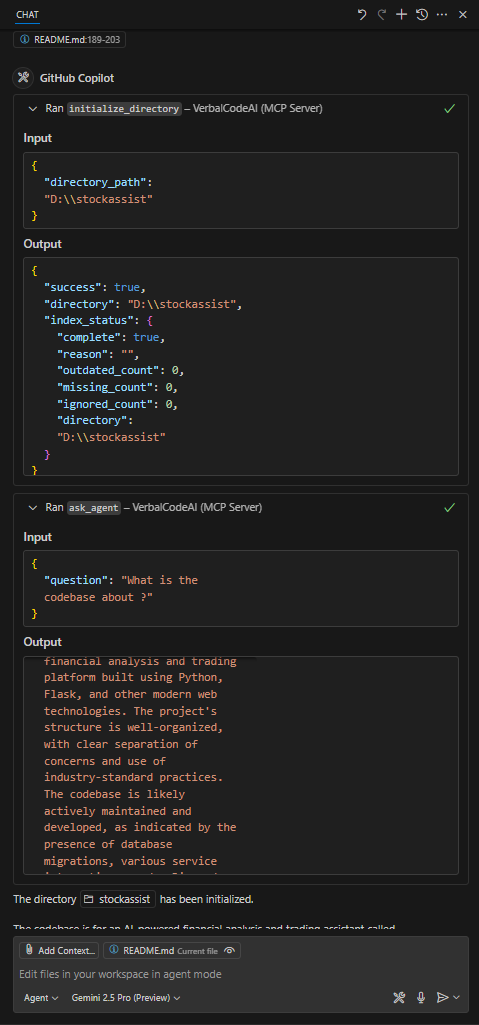 CHAT
README.md:189-203
GitHub Copilot
Ran initialize_directory – VerbalCodeAI (MCP Server)
Input
{
"directory_path":
"D:\\stockassist"
}
Output
{
"success": true,
"directory": "D:\\stockassist",
"index_status": {
"complete": true,
"reason": "",
"outdated_count": 0,
"missing_count": 0,
"ignored_count": 0,
"directory":
"D:\\stockassist"
}
}
Ran ask_agent – VerbalCodeAI (MCP Server)
Input
{
"question": "What is the
codebase about ?"
}
Output
financial analysis and trading
platform built using Python,
Flask, and other modern web
technologies. The project's
structure is well-organized,
with clear separation of
concerns and use of
industry-standard practices.
The codebase is likely
actively maintained and
developed, as indicated by the
presence of database
migrations, various service
The directory stockassist has been initialized.
The codebase is for an AI-powered financial analysis and trading assistant called
Add Context...
README.md Current file
Edit files in your workspace in agent mode
Agent
Gemini 2.5 Pro (Preview)